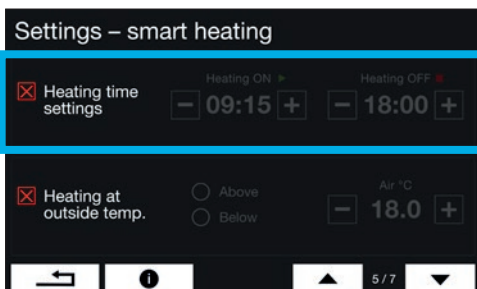 Settings – smart heating
Heating ON Heating OFF
Heating time
settings
− 09:15 + − 18:00 +
Heating at
outside temp.
Above
Below
Air °C
− 18.0 +
i
5/7